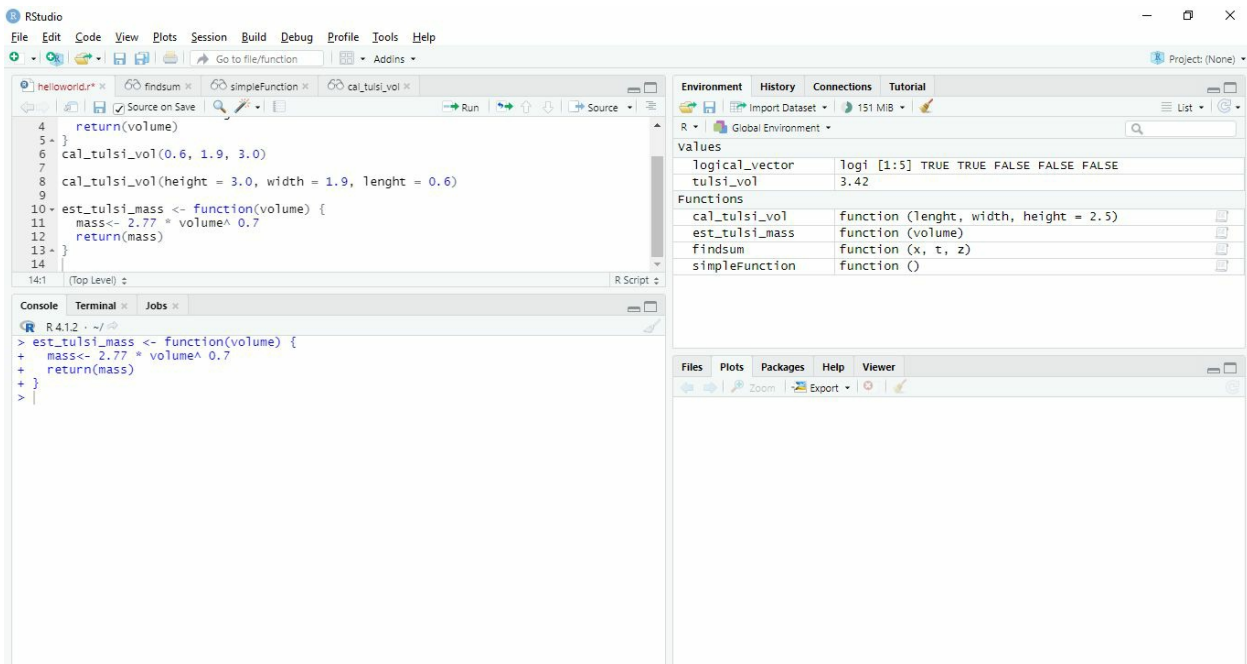 RStudio
File Edit Code View Plots Session Build Debug Profile Tools Help
Go to file/function Addins Project: (None)
helloworld.r* findsum simpleFunction cal_tulsi_vol
Source on Save Run Source
4 return(volume)
5 }
6 cal_tulsi_vol(0.6, 1.9, 3.0)
7
8 cal_tulsi_vol(height = 3.0, width = 1.9, lenght = 0.6)
9
10 est_tulsi_mass <- function(volume) {
11 mass<- 2.77 * volume^ 0.7
12 return(mass)
13 }
14
14:1 (Top Level) R Script
Console Terminal Jobs
R 4.1.2 · ~/
> est_tulsi_mass <- function(volume) {
+ mass<- 2.77 * volume^ 0.7
+ return(mass)
+ }
>
Environment History Connections Tutorial
Import Dataset 151 MiB List
R Global Environment
Values
logical_vector logi [1:5] TRUE TRUE FALSE FALSE FALSE
tulsi_vol 3.42
Functions
cal_tulsi_vol function (lenght, width, height = 2.5)
est_tulsi_mass function (volume)
findsum function (x, t, z)
simpleFunction function ()
Files Plots Packages Help Viewer
Zoom Export